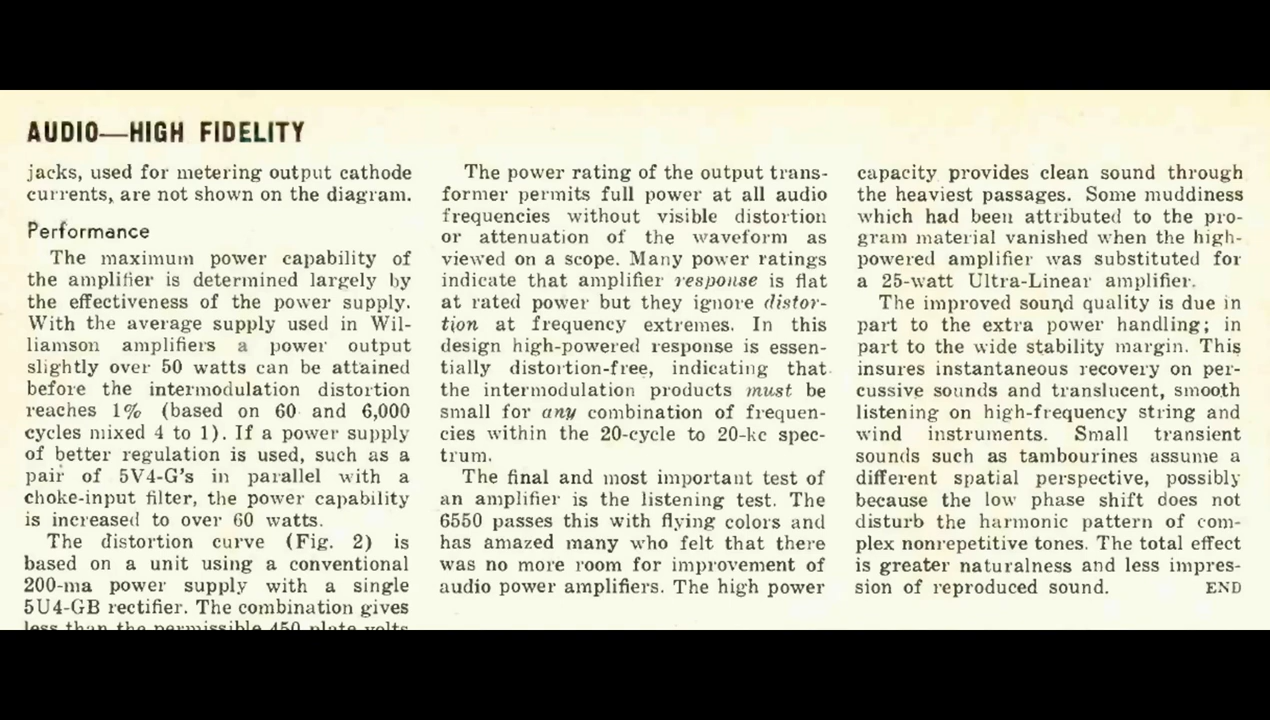 AUDIO—HIGH FIDELITY
jacks, used for metering output cathode
currents, are not shown on the diagram.
Performance
The maximum power capability of
the amplifier is determined largely by
the effectiveness of the power supply.
With the average supply used in Wil-
liamson amplifiers a power output
slightly over 50 watts can be attained
before the intermodulation distortion
reaches 1% (based on 60 and 6,000
cycles mixed 4 to 1). If a power supply
of better regulation is used, such as a
pair of 5V4-G's in parallel with a
choke-input filter, the power capability
is increased to over 60 watts.
The distortion curve (Fig. 2) is
based on a unit using a conventional
200-ma power supply with a single
5U4-GB rectifier. The combination gives
less than the permissible 450 plate volts
The power rating of the output trans-
former permits full power at all audio
frequencies without visible distortion
or attenuation of the waveform as
viewed on a scope. Many power ratings
indicate that amplifier response is flat
at rated power but they ignore distor-
tion at frequency extremes. In this
design high-powered response is essen-
tially distortion-free, indicating that
the intermodulation products must be
small for any combination of frequen-
cies within the 20-cycle to 20-kc spec-
trum.
The final and most important test of
an amplifier is the listening test. The
6550 passes this with flying colors and
has amazed many who felt that there
was no more room for improvement of
audio power amplifiers. The high power
capacity provides clean sound through
the heaviest passages. Some muddiness
which had been attributed to the pro-
gram material vanished when the high-
powered amplifier was substituted for
a 25-watt Ultra-Linear amplifier.
The improved sound quality is due in
part to the extra power handling; in
part to the wide stability margin. This
insures instantaneous recovery on per-
cussive sounds and translucent, smooth
listening on high-frequency string and
wind instruments. Small transient
sounds such as tambourines assume a
different spatial perspective, possibly
because the low phase shift does not
disturb the harmonic pattern of com-
plex nonrepetitive tones. The total effect
is greater naturalness and less impres-
sion of reproduced sound. END